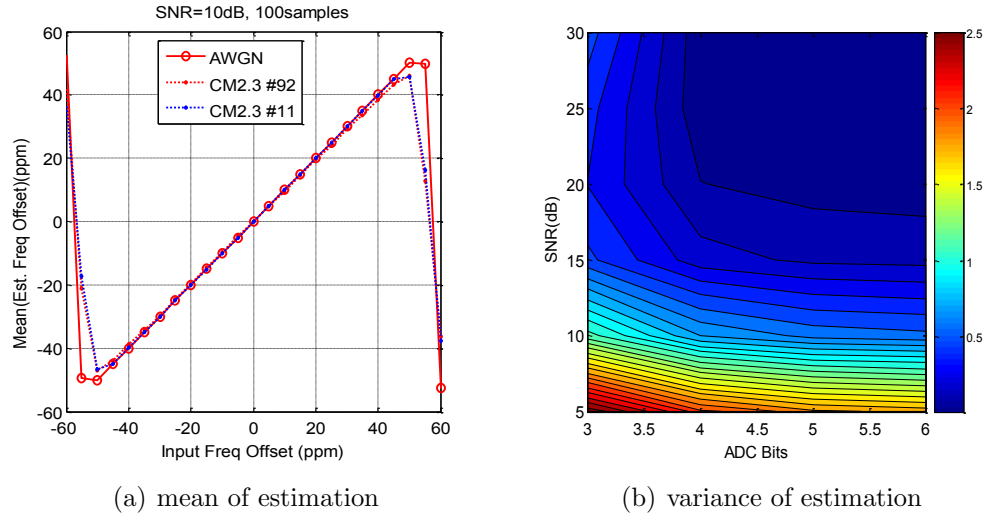 SNR=10dB, 100samples
Mean(Est. Freq Offset)(ppm)
60
40
20
0
-20
-40
-60
AWGN
CM2.3 #92
CM2.3 #11
-60 -40 -20 0 20 40 60
Input Freq Offset (ppm)
(a) mean of estimation
SNR(dB)
30
25
20
15
10
5
3 3.5 4 4.5 5 5.5 6
ADC Bits
2.5
2
1.5
1
0.5
(b) variance of estimation